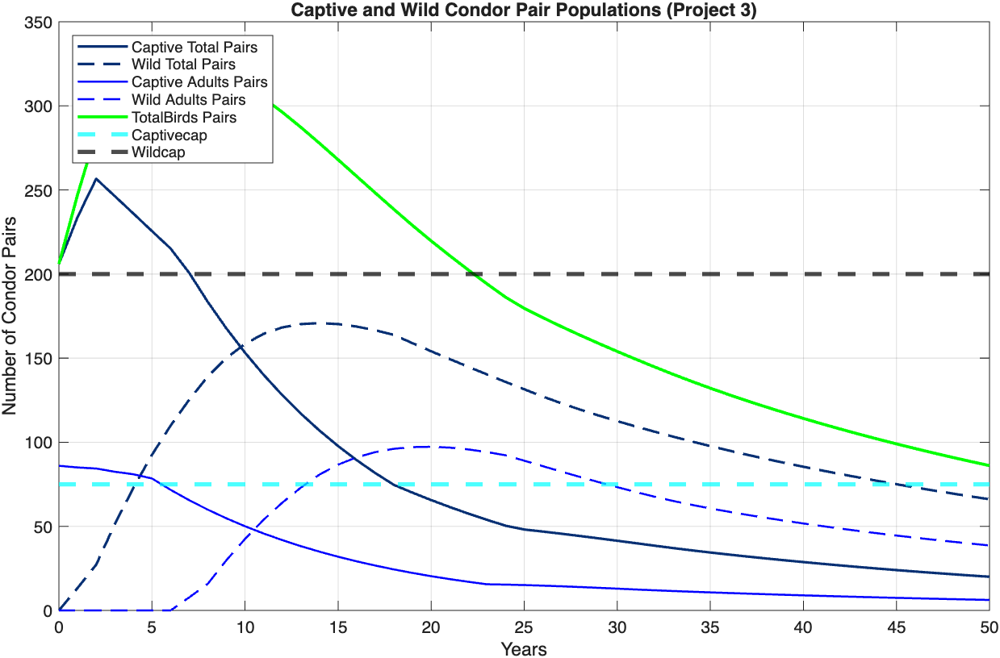 Captive and Wild Condor Pair Populations (Project 3)
350
300
250
200
150
100
50
0
Number of Condor Pairs
Captive Total Pairs
Wild Total Pairs
Captive Adults Pairs
Wild Adults Pairs
TotalBirds Pairs
Captivecap
Wildcap
0 5 10 15 20 25 30 35 40 45 50
Years